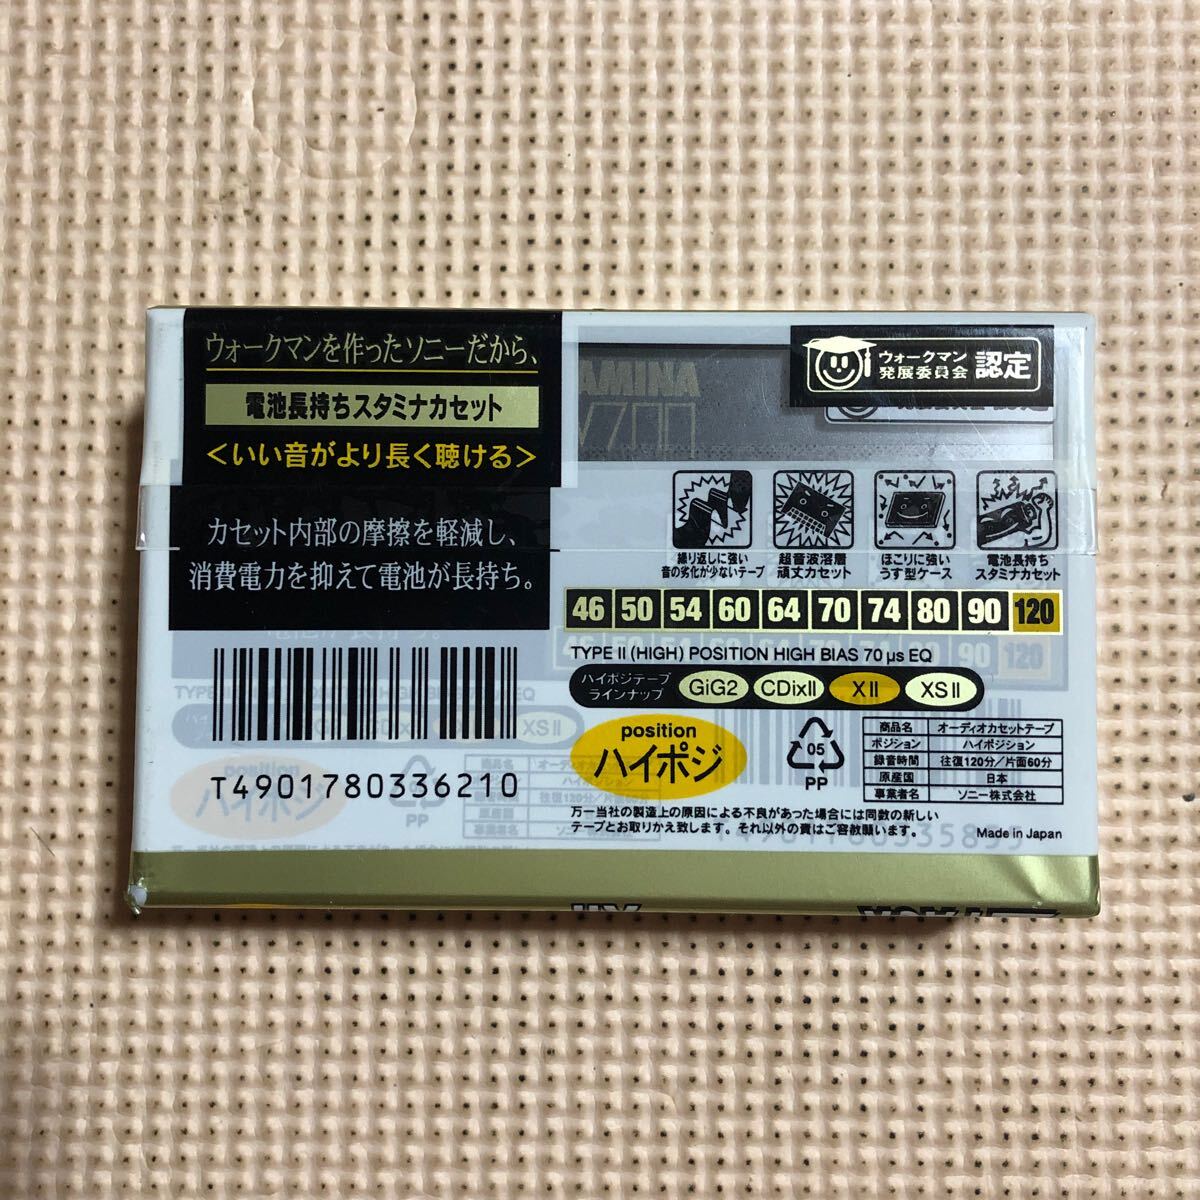 ウォークマンを作ったソニーだから、
電池長持ちスタミナカセット
<いい音がより長く聴ける>
カセット内部の摩擦を軽減し、
消費電力を抑えて電池が長持ち。
T4901780336210
ウォークマン
発展委員会 認定
AMINA
繰り返しに強い
音の劣化が少ないテープ
超音波溶着
頑丈カセット
ほこりに強い
うす型ケース
電池長持ち
スタミナカセット
46 50 54 60 64 70 74 80 90 120
TYPE II (HIGH) POSITION HIGH BIAS 70 μs EQ
ハイポジテープ
ラインナップ
GiG2 CDixII XII XSII
position
ハイポジ
05
PP
商品名 オーディオカセットテープ
ポジション ハイポジション
録音時間 往復120分/片面60分
原産国 日本
事業者名 ソニー株式会社
万一当社の製造上の原因による不良があった場合には同数の新しい
テープとお取りかえ致します。それ以外の責はご容赦願います。
Made in Japan